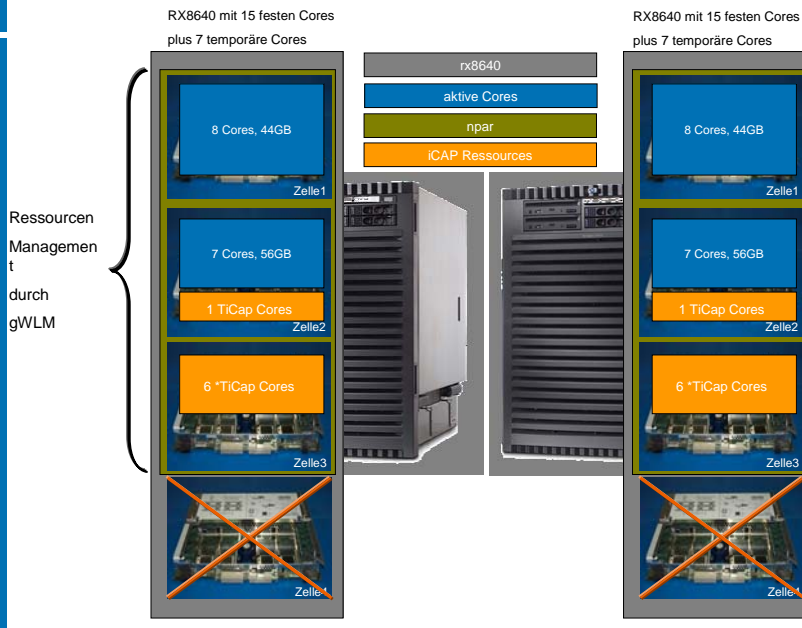 RX8640 mit 15 festen Cores
plus 7 temporäre Cores
8 Cores, 44GB
Zelle1
7 Cores, 56GB
1 TiCap Cores
Zelle2
6 *TiCap Cores
Zelle3
Zelle4
Ressourcen
Managemen
t
durch
gWLM
rx8640
aktive Cores
npar
iCAP Ressources
RX8640 mit 15 festen Cores
plus 7 temporäre Cores
8 Cores, 44GB
Zelle1
7 Cores, 56GB
1 TiCap Cores
Zelle2
6 *TiCap Cores
Zelle3
Zelle4